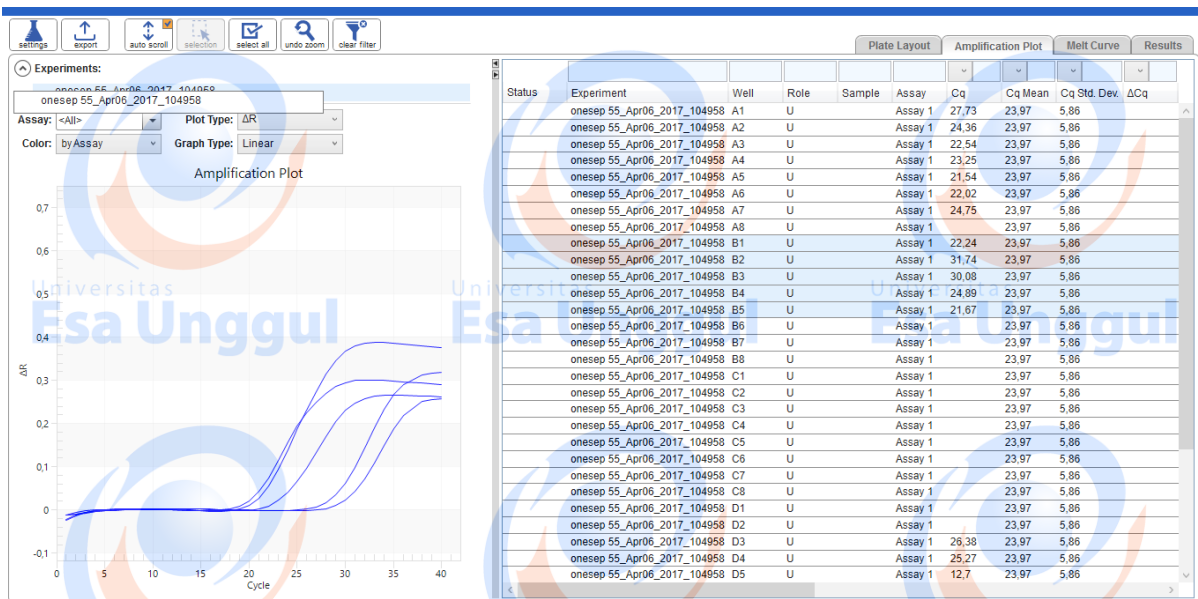 settings export auto scroll selection select all undo zoom clear filter
Plate Layout Amplification Plot Melt Curve Results
Experiments:
onesep 55_Apr06_2017_104958
onesep 55_Apr06_2017_104958
Assay: <All> Plot Type: ΔR
Color: by Assay Graph Type: Linear
Amplification Plot
0,7
0,6
0,5
0,4
0,3
0,2
0,1
0
-0,1
ΔR
0 5 10 15 20 25 30 35 40
Cycle
Status Experiment Well Role Sample Assay Cq Cq Mean Cq Std. Dev. ΔCq
onesep 55_Apr06_2017_104958 A1 U Assay 1 27,73 23,97 5,86
onesep 55_Apr06_2017_104958 A2 U Assay 1 24,36 23,97 5,86
onesep 55_Apr06_2017_104958 A3 U Assay 1 22,54 23,97 5,86
onesep 55_Apr06_2017_104958 A4 U Assay 1 23,25 23,97 5,86
onesep 55_Apr06_2017_104958 A5 U Assay 1 21,54 23,97 5,86
onesep 55_Apr06_2017_104958 A6 U Assay 1 22,02 23,97 5,86
onesep 55_Apr06_2017_104958 A7 U Assay 1 24,75 23,97 5,86
onesep 55_Apr06_2017_104958 A8 U Assay 1 23,97 5,86
onesep 55_Apr06_2017_104958 B1 U Assay 1 22,24 23,97 5,86
onesep 55_Apr06_2017_104958 B2 U Assay 1 31,74 23,97 5,86
onesep 55_Apr06_2017_104958 B3 U Assay 1 30,08 23,97 5,86
onesep 55_Apr06_2017_104958 B4 U Assay 1 24,89 23,97 5,86
onesep 55_Apr06_2017_104958 B5 U Assay 1 21,67 23,97 5,86
onesep 55_Apr06_2017_104958 B6 U Assay 1 23,97 5,86
onesep 55_Apr06_2017_104958 B7 U Assay 1 23,97 5,86
onesep 55_Apr06_2017_104958 B8 U Assay 1 23,97 5,86
onesep 55_Apr06_2017_104958 C1 U Assay 1 23,97 5,86
onesep 55_Apr06_2017_104958 C2 U Assay 1 23,97 5,86
onesep 55_Apr06_2017_104958 C3 U Assay 1 23,97 5,86
onesep 55_Apr06_2017_104958 C4 U Assay 1 23,97 5,86
onesep 55_Apr06_2017_104958 C5 U Assay 1 23,97 5,86
onesep 55_Apr06_2017_104958 C6 U Assay 1 23,97 5,86
onesep 55_Apr06_2017_104958 C7 U Assay 1 23,97 5,86
onesep 55_Apr06_2017_104958 C8 U Assay 1 23,97 5,86
onesep 55_Apr06_2017_104958 D1 U Assay 1 23,97 5,86
onesep 55_Apr06_2017_104958 D2 U Assay 1 23,97 5,86
onesep 55_Apr06_2017_104958 D3 U Assay 1 26,38 23,97 5,86
onesep 55_Apr06_2017_104958 D4 U Assay 1 25,27 23,97 5,86
onesep 55_Apr06_2017_104958 D5 U Assay 1 12,7 23,97 5,86
Universitas
Esa Unggul
Universitas
Esa Unggul
Universitas
Esa Unggul